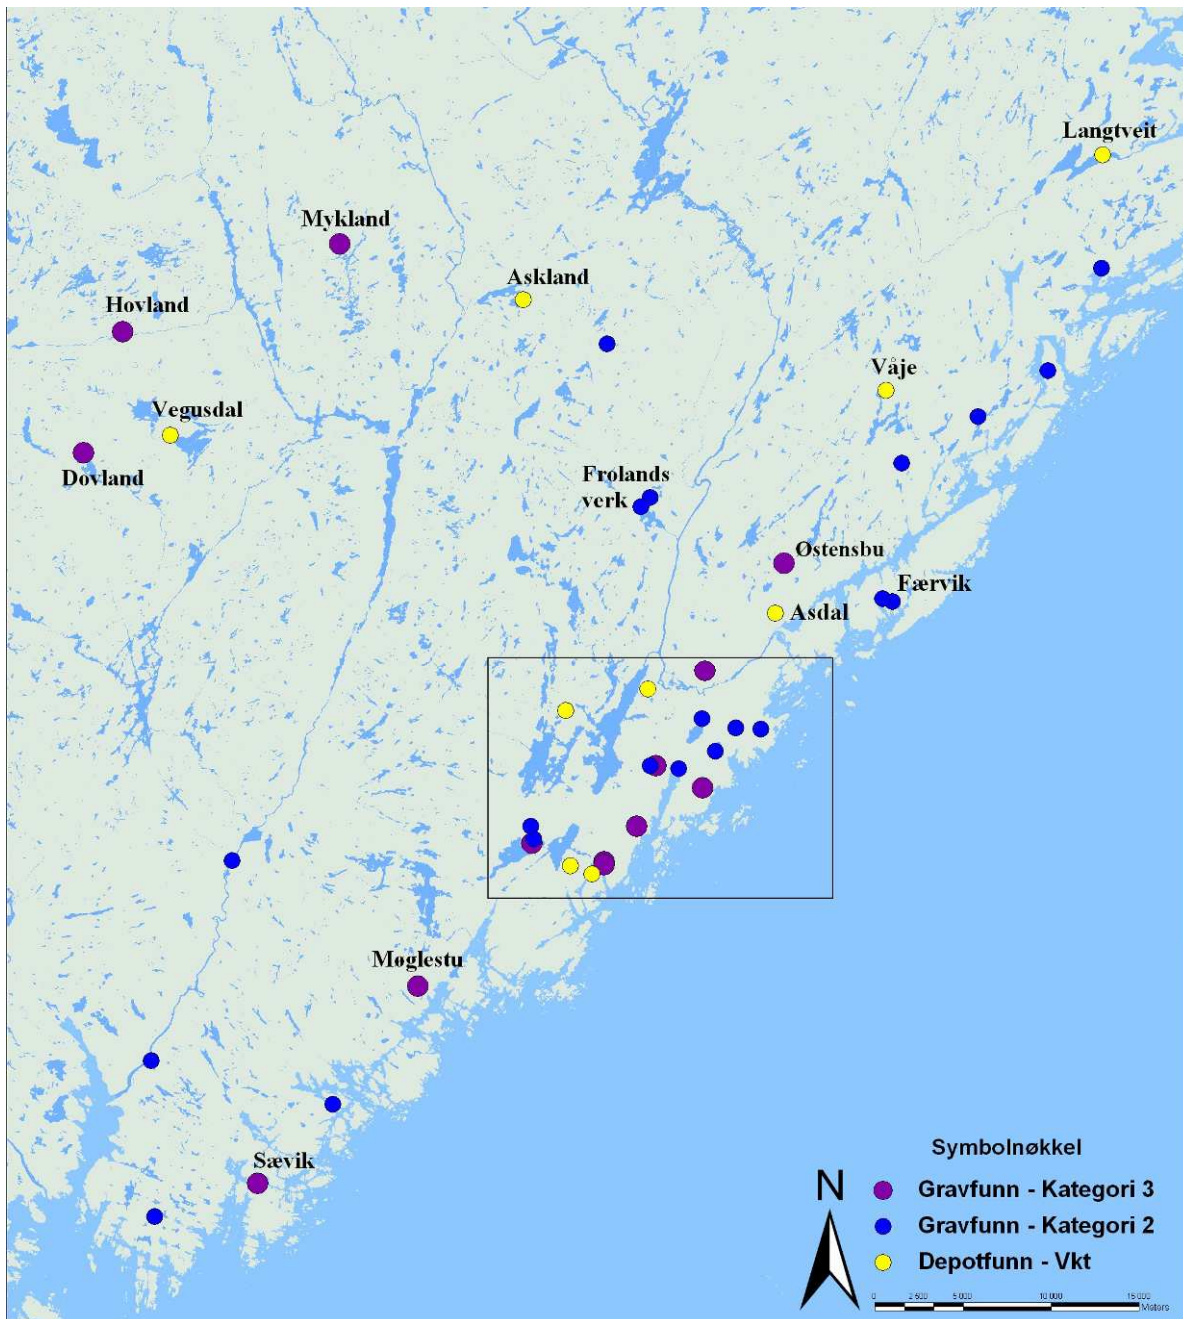 Langtveit
Mykland
Askland
Hovland
Våje
Vegusdal
Dovland
Frolands
verk
Østensbu
Færvik
Asdal
Møglestu
Sævik
Symbolnøkkel
N
Gravfunn - Kategori 3
Gravfunn - Kategori 2
Depotfunn - Vkt
0 2 500 5 000 10 000 15 000
Meters